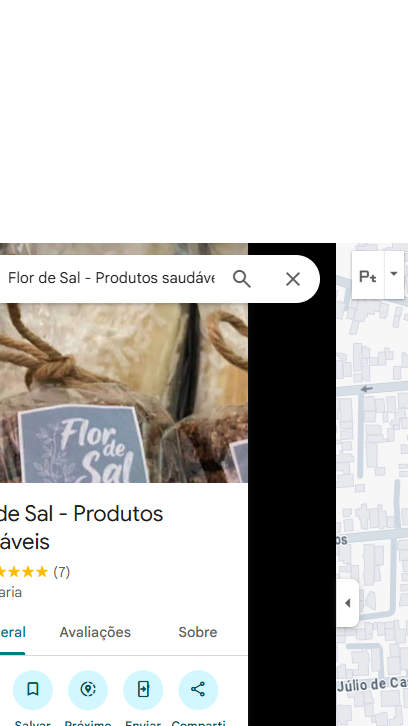 Flor de Sal - Produtos saudáve
Pt
Flor
de
Sal
de Sal - Produtos
áveis
(7)
aria
eral
Avaliações
Sobre
Salvar
Próximo
Enviar
Comparti
os
Júlio de Ca